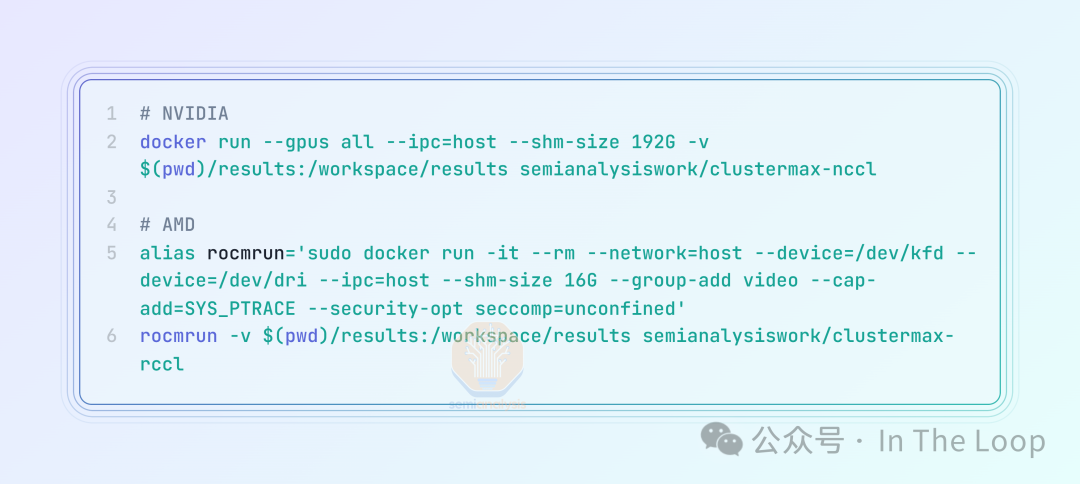 1 # NVIDIA
2 docker run --gpus all --ipc=host --shm-size 192G -v
$(pwd)/results:/workspace/results semianalysiswork/clustermax-nccl
3
4 # AMD
5 alias rocmrun='sudo docker run -it --rm --network=host --device=/dev/kfd --
device=/dev/dri --ipc=host --shm-size 16G --group-add video --cap-
add=SYS_PTRACE --security-opt seccomp=unconfined'
6 rocmrun -v $(pwd)/results:/workspace/results semianalysiswork/clustermax-
rccl
semianalysis
公众号 · In The Loop